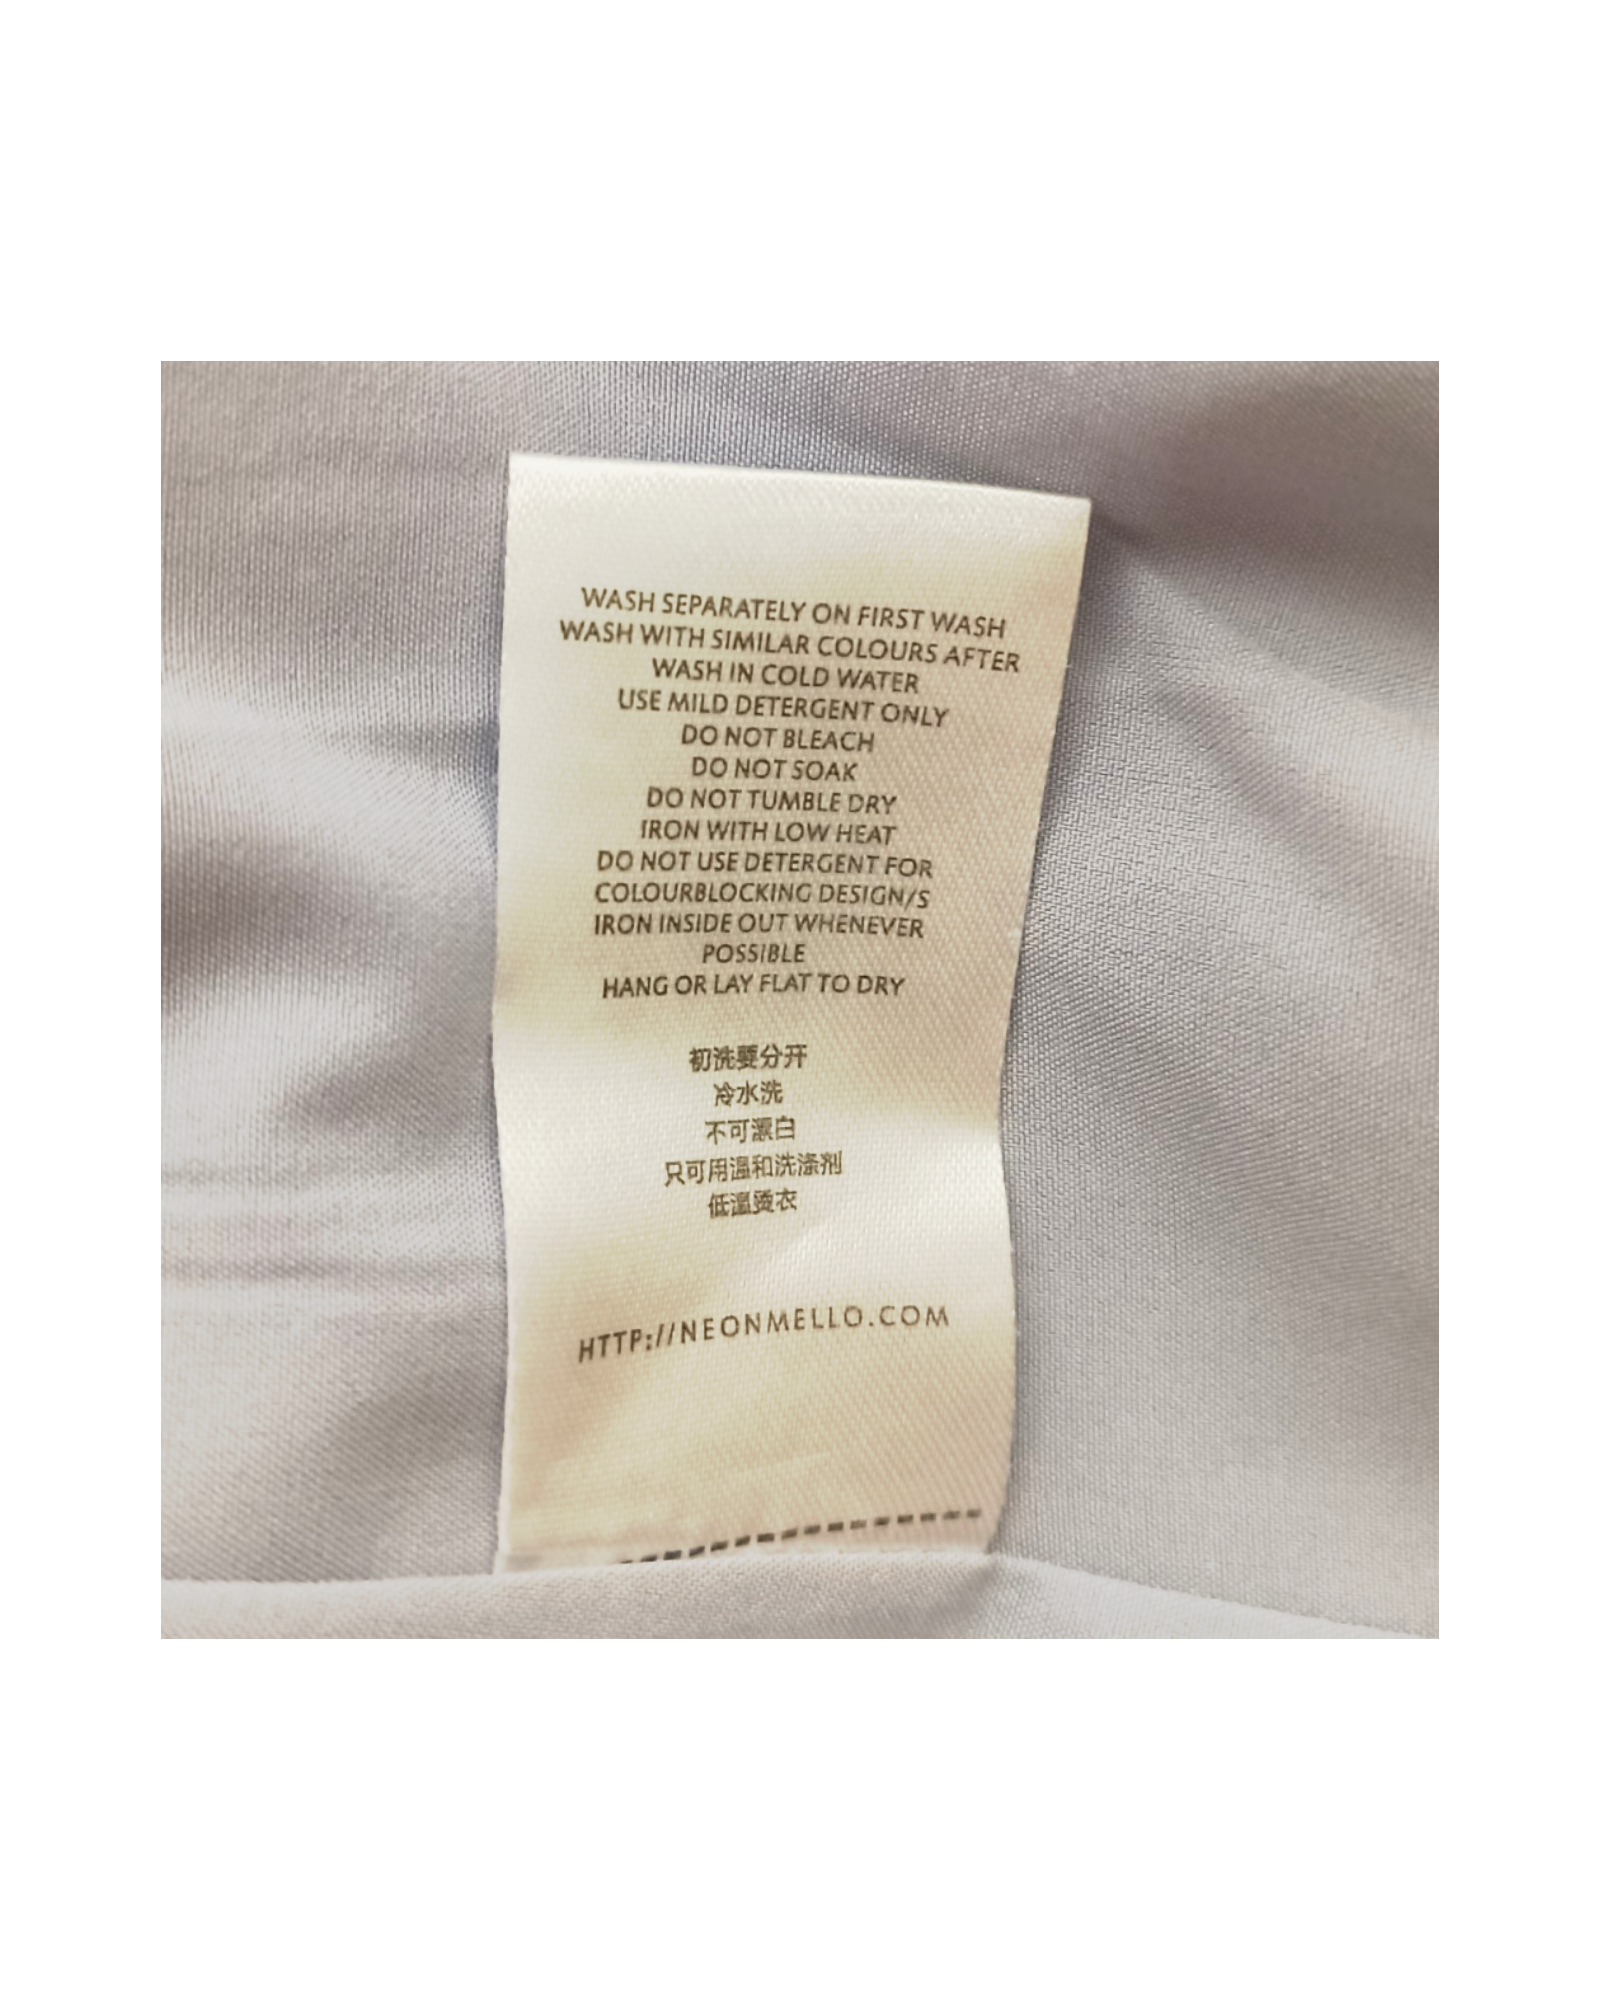 WASH SEPARATELY ON FIRST WASH
WASH WITH SIMILAR COLOURS AFTER
WASH IN COLD WATER
USE MILD DETERGENT ONLY
DO NOT BLEACH
DO NOT SOAK
DO NOT TUMBLE DRY
IRON WITH LOW HEAT
DO NOT USE DETERGENT FOR
COLOURBLOCKING DESIGN/S
IRON INSIDE OUT WHENEVER
POSSIBLE
HANG OR LAY FLAT TO DRY
初洗要分开
冷水洗
不可漂白
只可用温和洗涤剂
低温烫衣
HTTP://NEONMELLO.COM